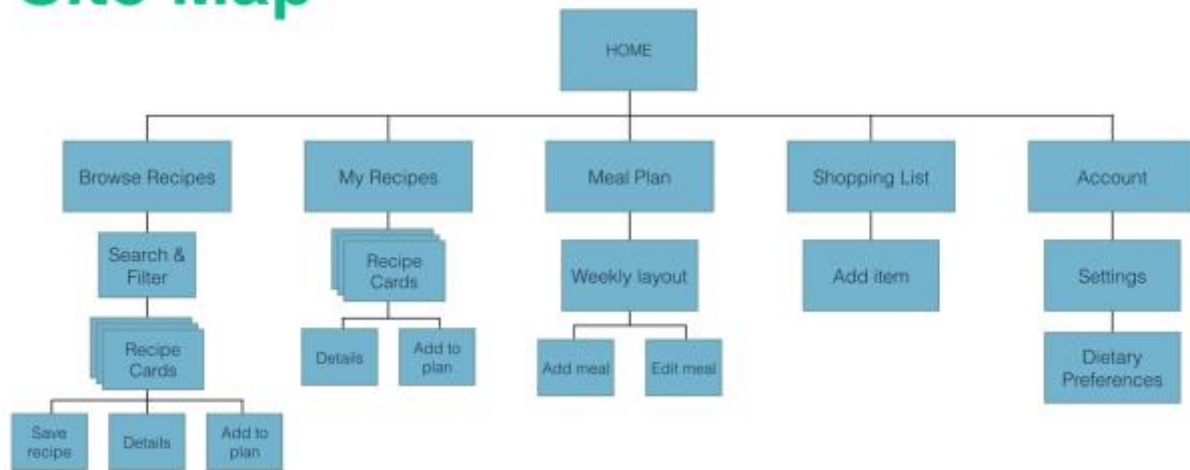 Site Map
HOME
Browse Recipes
My Recipes
Meal Plan
Shopping List
Account
Search &
Filter
Recipe
Cards
Weekly layout
Add item
Settings
Recipe
Cards
Details
Add to
plan
Add meal
Edit meal
Dietary
Preferences
Save
recipe
Details
Add to
plan